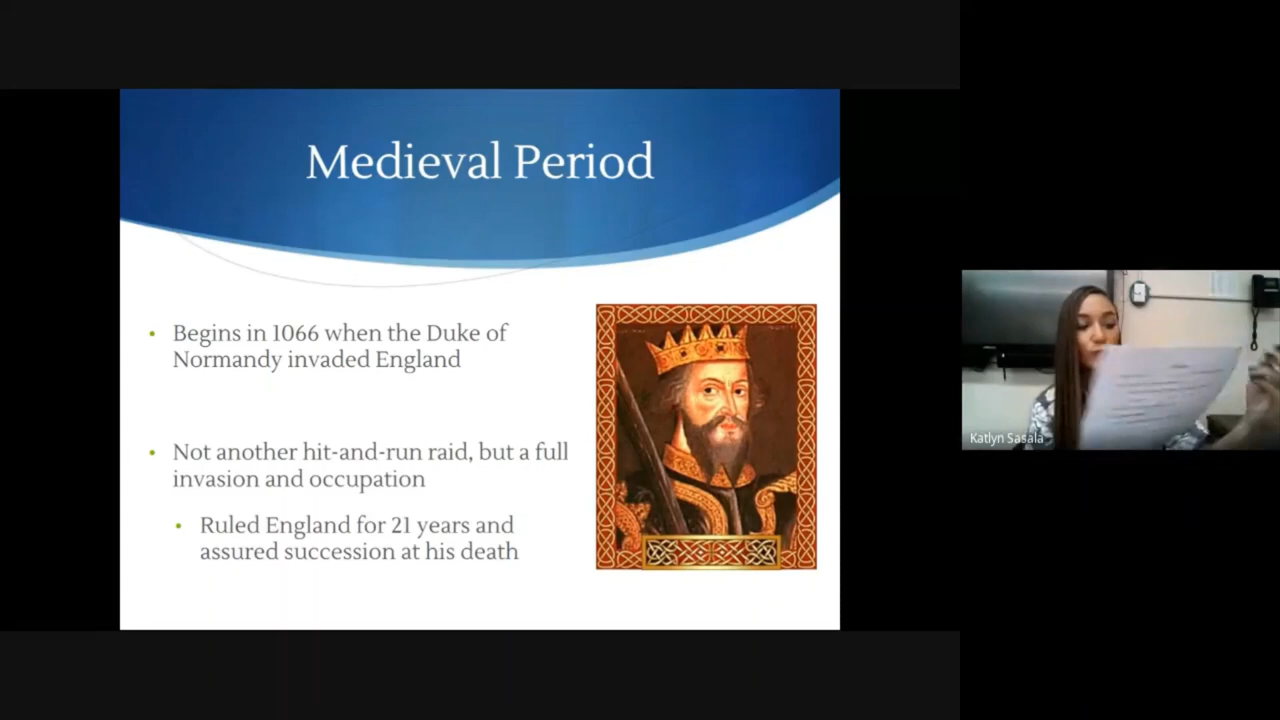 Medieval Period
• Begins in 1066 when the Duke of
Normandy invaded England
• Not another hit-and-run raid, but a full
invasion and occupation
• Ruled England for 21 years and
assured succession at his death
Katlyn Sasala